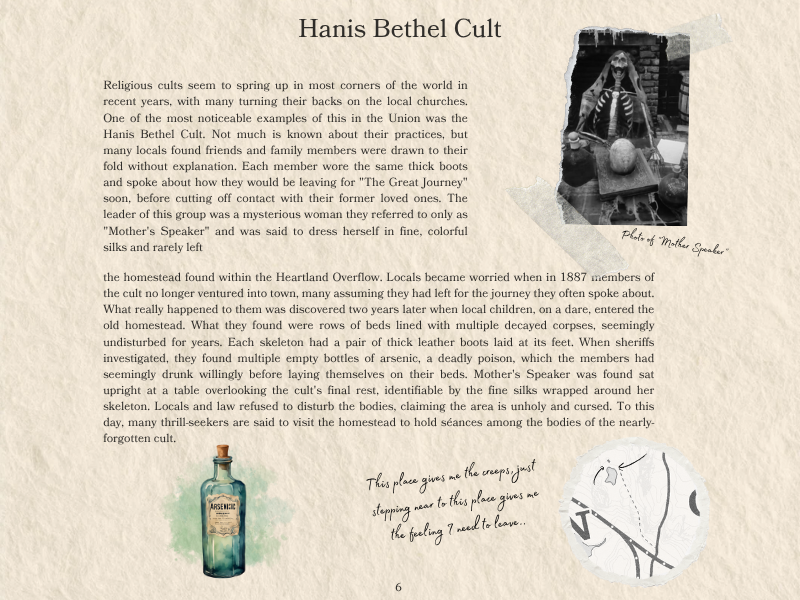 Hanis Bethel Cult
Religious cults seem to spring up in most corners of the world in
recent years, with many turning their backs on the local churches.
One of the most noticeable examples of this in the Union was the
Hanis Bethel Cult. Not much is known about their practices, but
many locals found friends and family members were drawn to their
fold without explanation. Each member wore the same thick boots
and spoke about how they would be leaving for "The Great Journey"
soon, before cutting off contact with their former loved ones. The
leader of this group was a mysterious woman they referred to only as
"Mother's Speaker" and was said to dress herself in fine, colorful
silks and rarely left
Photo of "Mother Speaker"
the homestead found within the Heartland Overflow. Locals became worried when in 1887 members of
the cult no longer ventured into town, many assuming they had left for the journey they often spoke about.
What really happened to them was discovered two years later when local children, on a dare, entered the
old homestead. What they found were rows of beds lined with multiple decayed corpses, seemingly
undisturbed for years. Each skeleton had a pair of thick leather boots laid at its feet. When sheriffs
investigated, they found multiple empty bottles of arsenic, a deadly poison, which the members had
seemingly drunk willingly before laying themselves on their beds. Mother's Speaker was found sat
upright at a table overlooking the cult's final rest, identifiable by the fine silks wrapped around her
skeleton. Locals and law refused to disturb the bodies, claiming the area is unholy and cursed. To this
day, many thrill-seekers are said to visit the homestead to hold séances among the bodies of the nearly-
forgotten cult.
This place gives me the creeps, just
stepping near to this place gives me
the feeling I need to leave..
6